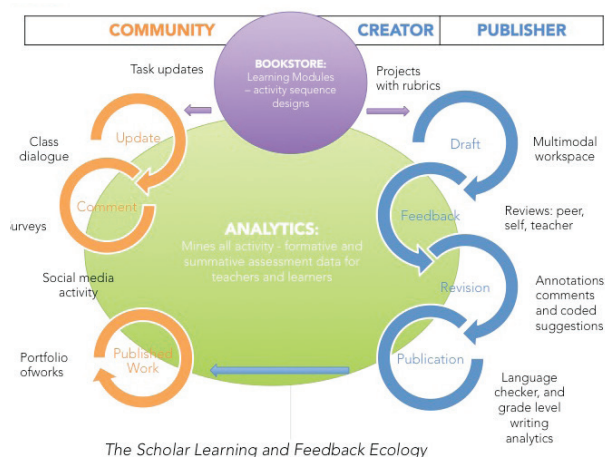 COMMUNITY
CREATOR
PUBLISHER
BOOKSTORE:
Learning Modules
– activity sequence
designs
Task updates
Projects
with rubrics
Update
Draft
Class
dialogue
Multimodal
workspace
Comment
Feedback
Reviews: peer,
self, teacher
urveys
ANALYTICS:
Mines all activity - formative and
summative assessment data for
teachers and learners
Social media
activity
Revision
Annotations
comments
and coded
suggestions
Portfolio
ofworks
Published
Work
Publication
Language
checker, and
grade level
writing
analytics
The Scholar Learning and Feedback Ecology